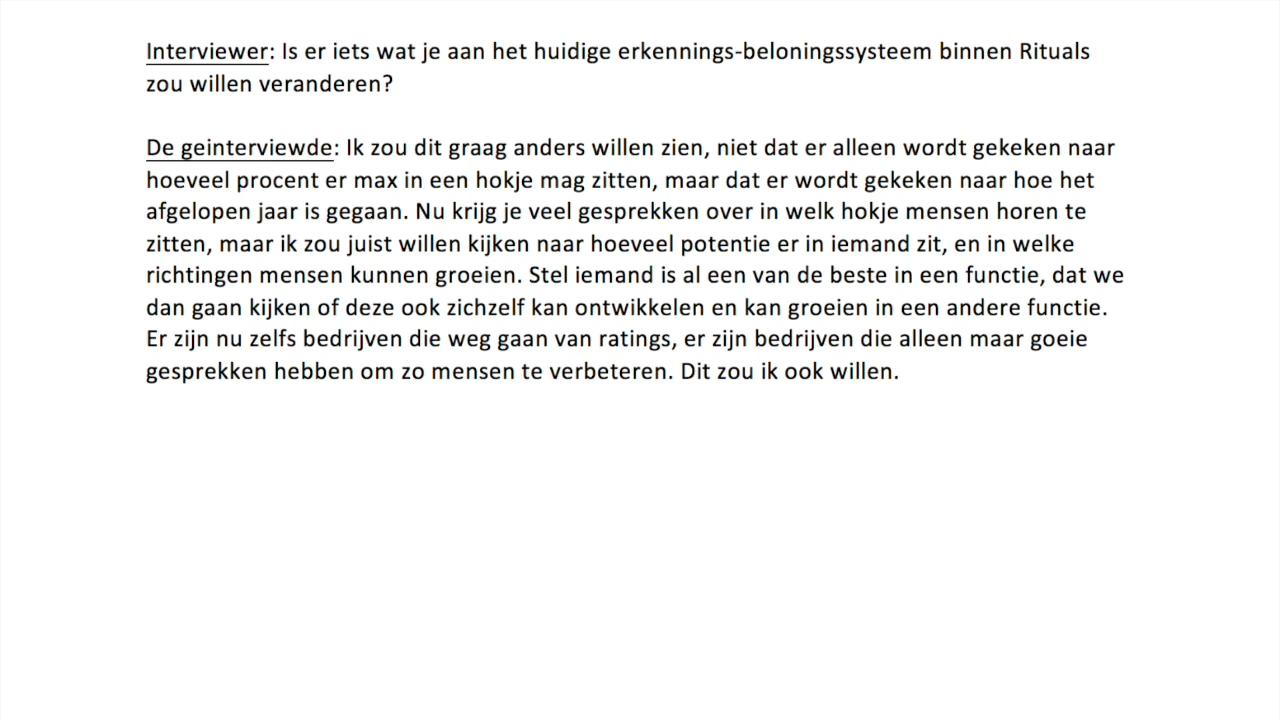 Interviewer: Is er iets wat je aan het huidige erkennings-beloningssysteem binnen Rituals
zou willen veranderen?
De geinterviewde: Ik zou dit graag anders willen zien, niet dat er alleen wordt gekeken naar
hoeveel procent er max in een hokje mag zitten, maar dat er wordt gekeken naar hoe het
afgelopen jaar is gegaan. Nu krijg je veel gesprekken over in welk hokje mensen horen te
zitten, maar ik zou juist willen kijken naar hoeveel potentie er in iemand zit, en in welke
richtingen mensen kunnen groeien. Stel iemand is al een van de beste in een functie, dat we
dan gaan kijken of deze ook zichzelf kan ontwikkelen en kan groeien in een andere functie.
Er zijn nu zelfs bedrijven die weg gaan van ratings, er zijn bedrijven die alleen maar goeie
gesprekken hebben om zo mensen te verbeteren. Dit zou ik ook willen.